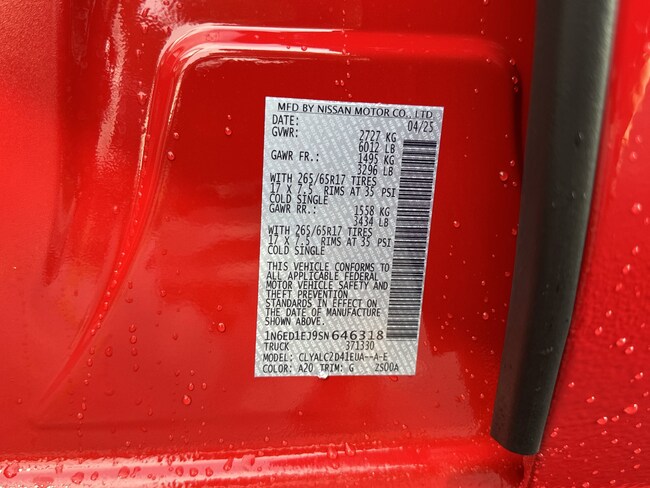 MFD BY NISSAN MOTOR CO., LTD.
DATE: 04/25
GVWR: 2727 KG
6012 LB
GAWR FR.: 1495 KG
3296 LB
WITH 265/65R17 TIRES
17 X 7.5 RIMS AT 35 PSI
COLD SINGLE
GAWR RR.: 1558 KG
3434 LB
WITH 265/65R17 TIRES
17 X 7.5 RIMS AT 35 PSI
COLD SINGLE
THIS VEHICLE CONFORMS TO
ALL APPLICABLE FEDERAL
MOTOR VEHICLE SAFETY AND
THEFT PREVENTION
STANDARDS IN EFFECT ON
THE DATE OF MANUFACTURE
SHOWN ABOVE.
1N6ED1EJ9SN646318
TRUCK 371330
MODEL: CLYALC2D41EUA--A-E
COLOR: A20 TRIM: G ZS00A